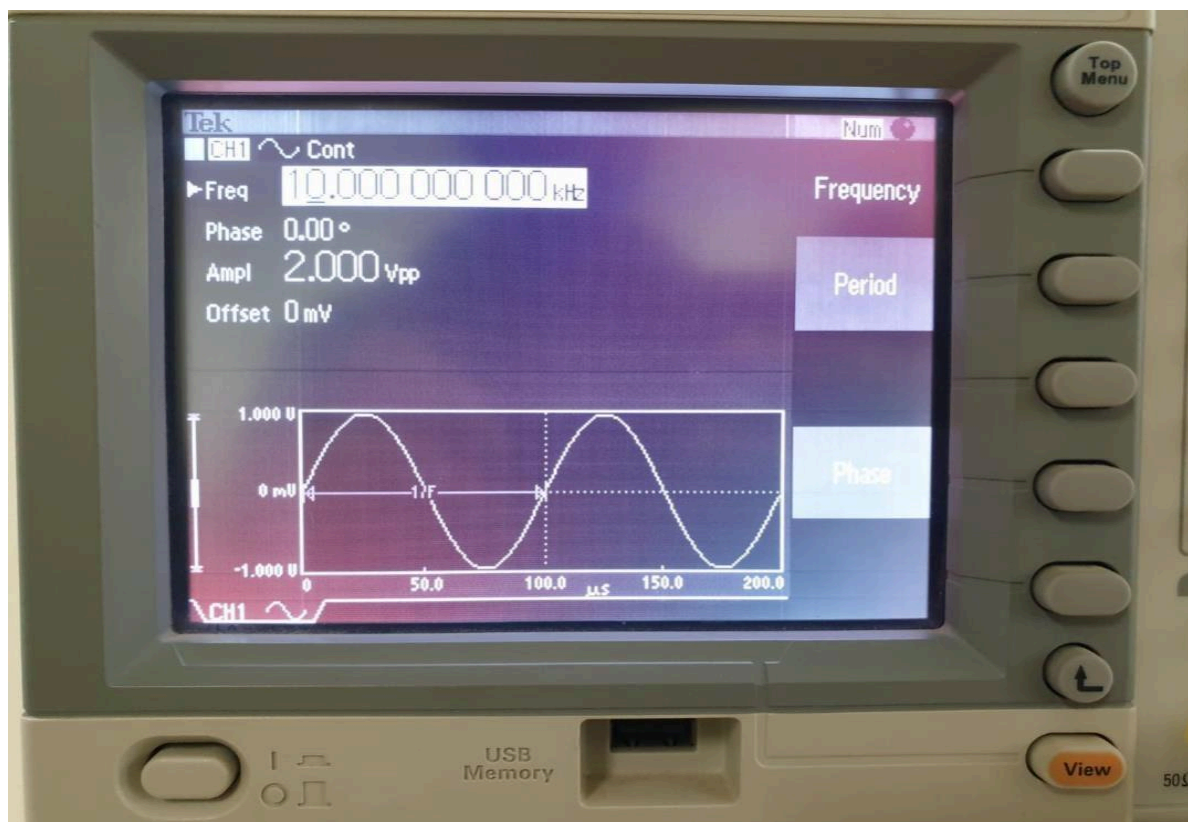 Top
Menu
Tek
Num
CH1 Cont
Freq 10.000 000 000 kHz
Frequency
Phase 0.00°
Ampl 2.000 Vpp
Period
Offset 0 mV
1.000 V
0 mV
1/F
-1.000 V
0 50.0 100.0 µs 150.0 200.0
Phase
CH1
USB
Memory
View
50Ω